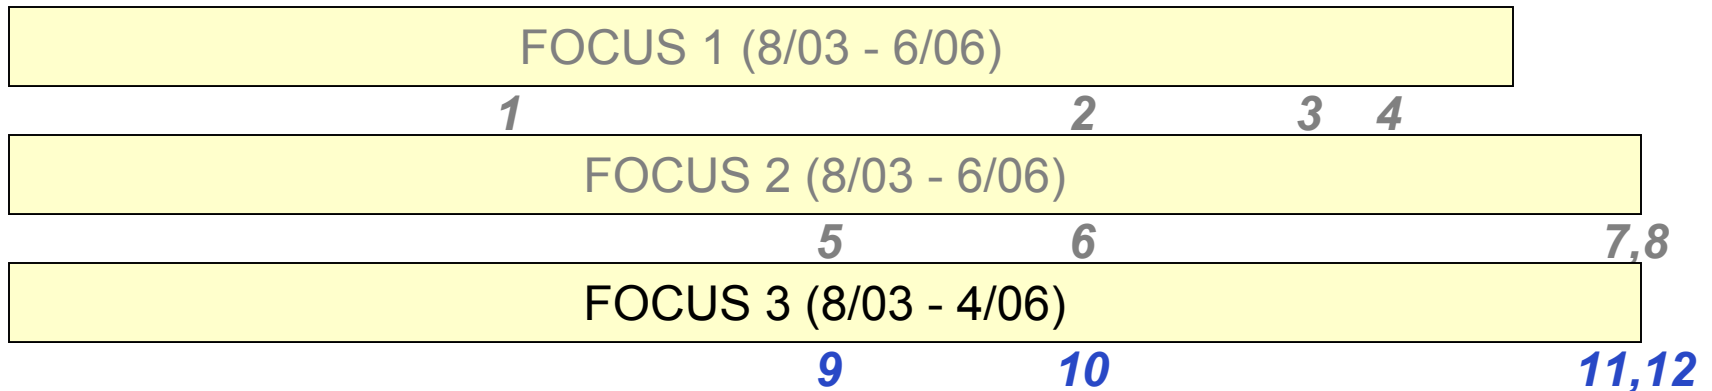 FOCUS 1 (8/03 - 6/06)
1 2 3 4
FOCUS 2 (8/03 - 6/06)
5 6 7,8
FOCUS 3 (8/03 - 4/06)
9 10 11,12